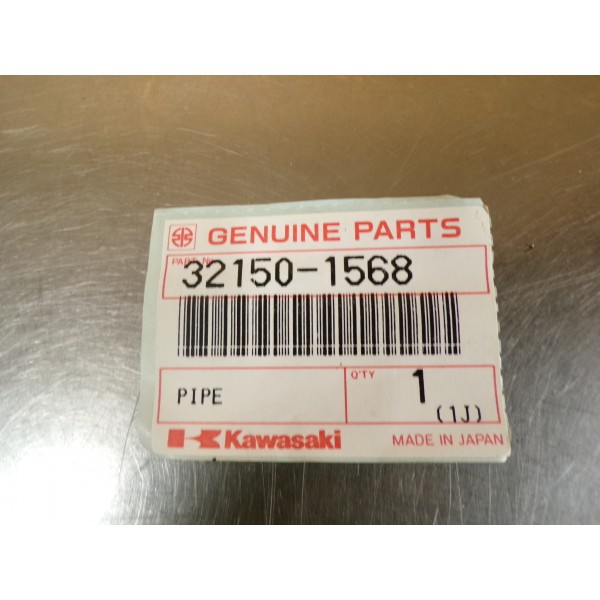 GENUINE PARTS
PART No.
32150-1568
PIPE
Q'TY
1
(1J)
Kawasaki
MADE IN JAPAN